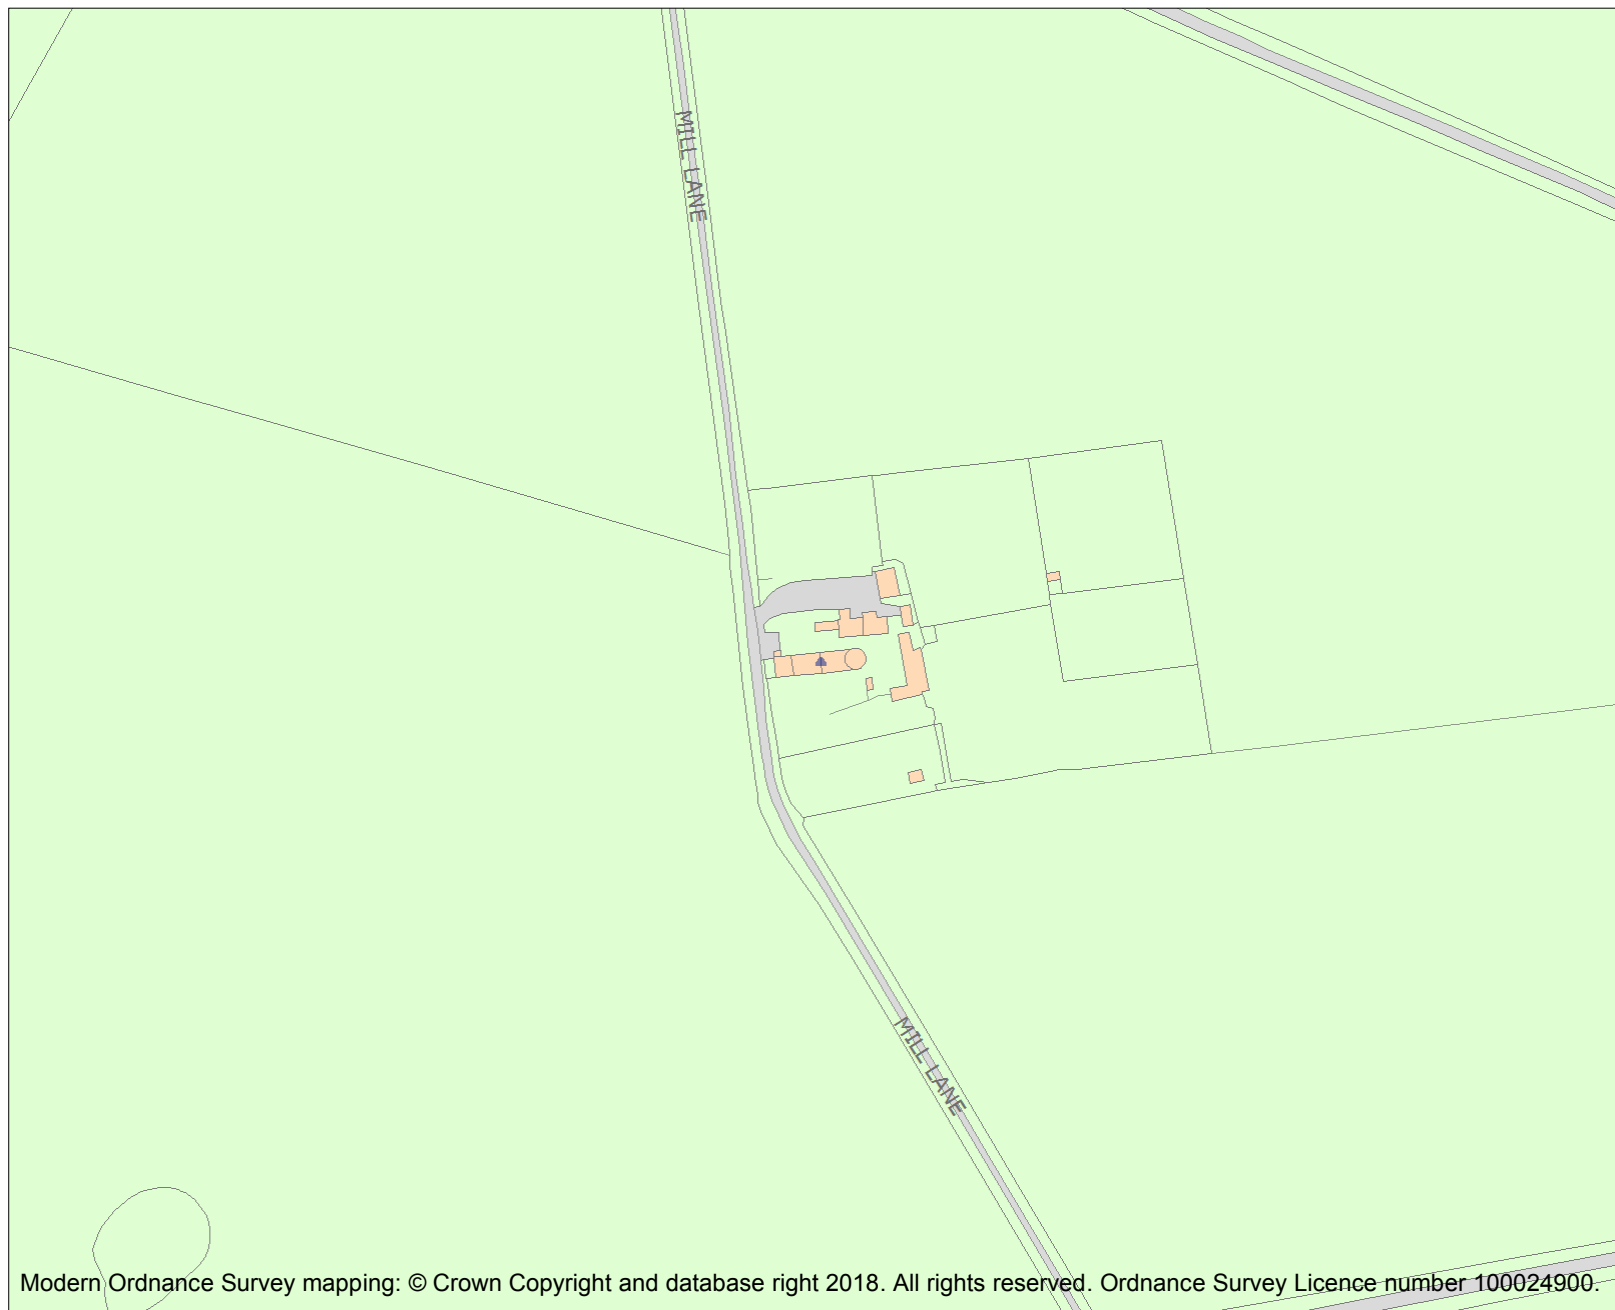 MILL LANE
MILL LANE
Modern Ordnance Survey mapping: © Crown Copyright and database right 2018. All rights reserved. Ordnance Survey Licence number 100024900.